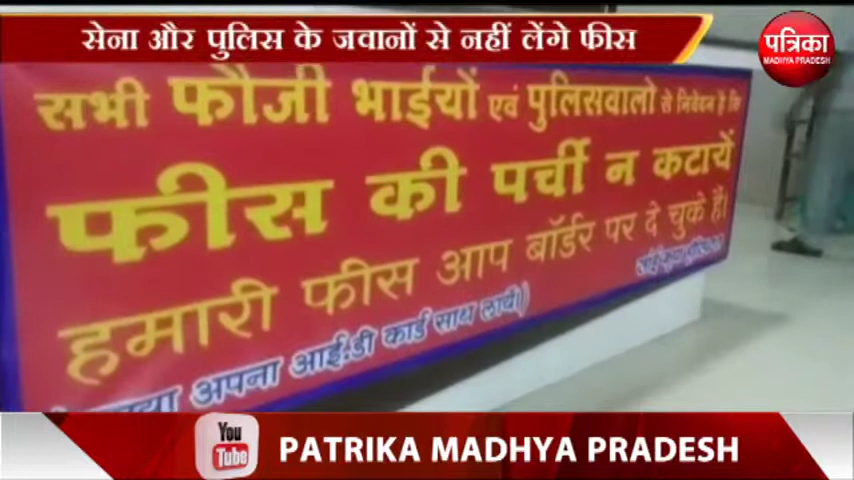 सेना और पुलिस के जवानों से नहीं लेंगे फीस
पत्रिका
MADHYA PRADESH
सभी फौजी भाईयों एवं पुलिसवालो से निवेदन है कि
फीस की पर्ची न कटायें
हमारी फीस आप बॉर्डर पर दे चुके है।
अपना आई.डी कार्ड साथ लायें)
You Tube
PATRIKA MADHYA PRADESH